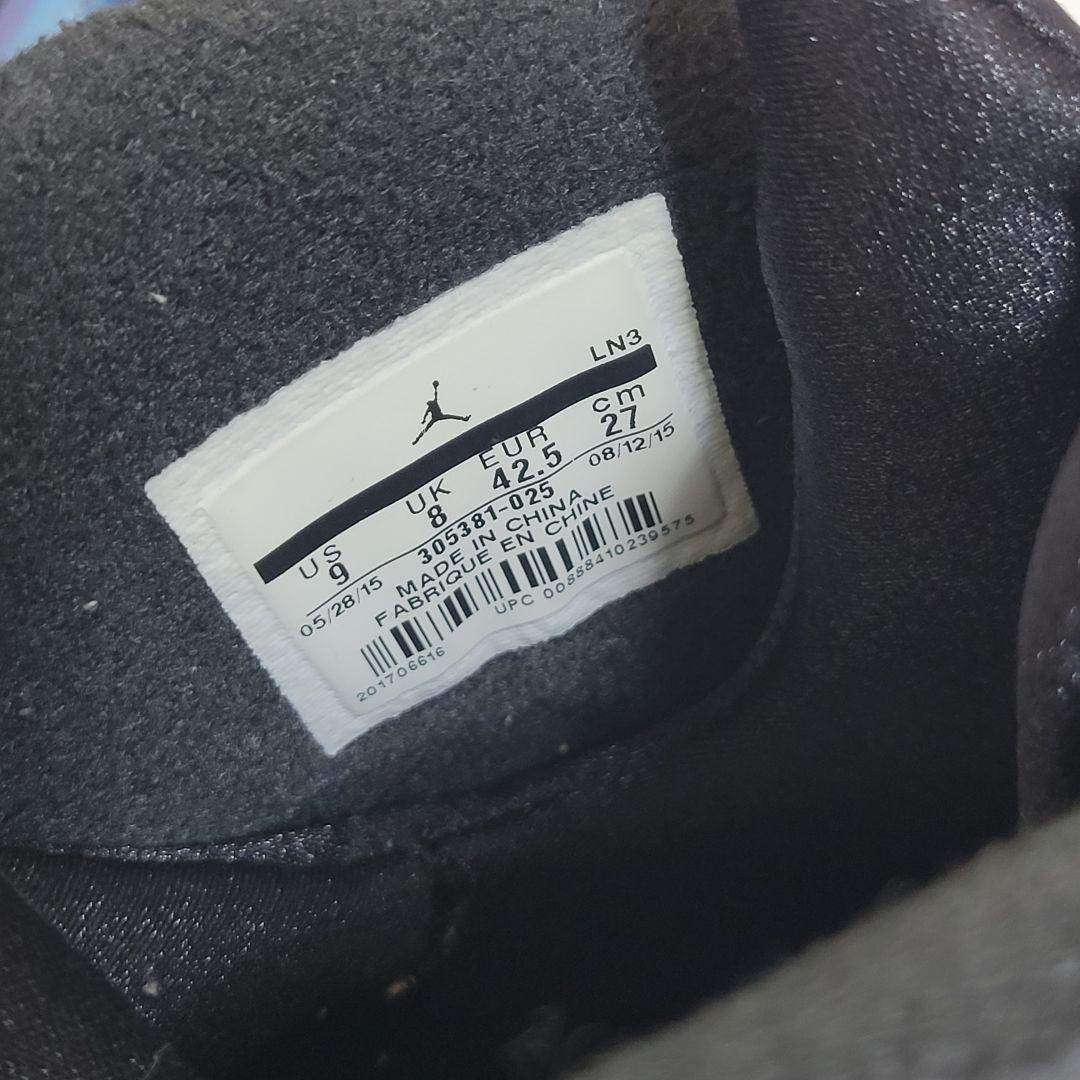 LN3
US UK EUR cm
9 8 42.5 27
05/28/15 305381-025 08/12/15
MADE IN CHINA
FABRIQUE EN CHINE
201706616 UPC 00888410239575